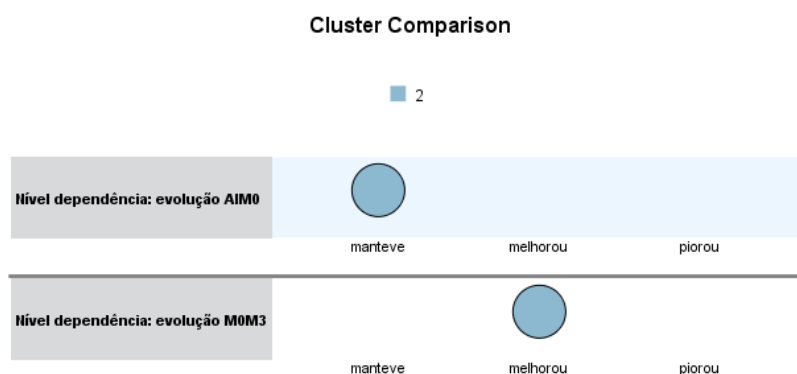 Cluster Comparison
2
Nível dependência: evolução AIM0
manteve melhorou piorou
Nível dependência: evolução M0M3
manteve melhorou piorou